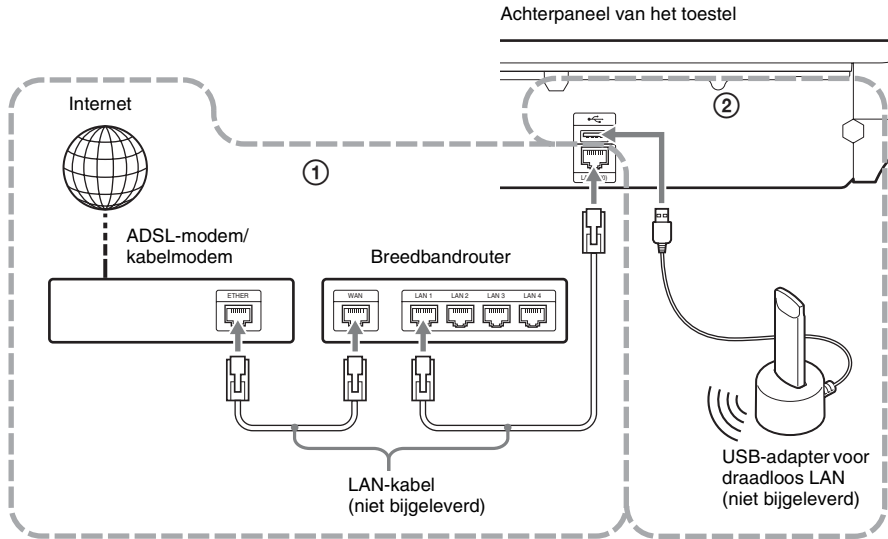 Achterpaneel van het toestel
Internet
②
①
ADSL-modem/
kabelmodem
Breedbandrouter
ETHER
WAN
LAN 1
LAN 2
LAN 3
LAN 4
LAN-kabel
(niet bijgeleverd)
USB-adapter voor
draadloos LAN
(niet bijgeleverd)